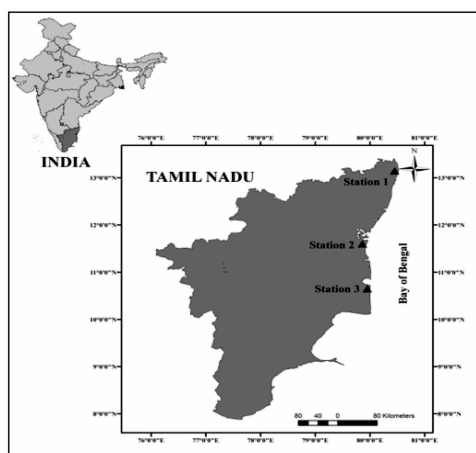 INDIA
76°0'0"E 77°0'0"E 78°0'0"E 79°0'0"E 80°0'0"E 81°0'0"E
N
TAMIL NADU
Station 1
13°0'0"N 13°0'0"N
12°0'0"N 12°0'0"N
Station 2
Bay of Bengal
11°0'0"N 11°0'0"N
Station 3
10°0'0"N 10°0'0"N
9°0'0"N 9°0'0"N
80 40 0 80 Kilometers
8°0'0"N 8°0'0"N
76°0'0"E 77°0'0"E 78°0'0"E 79°0'0"E 80°0'0"E 81°0'0"E